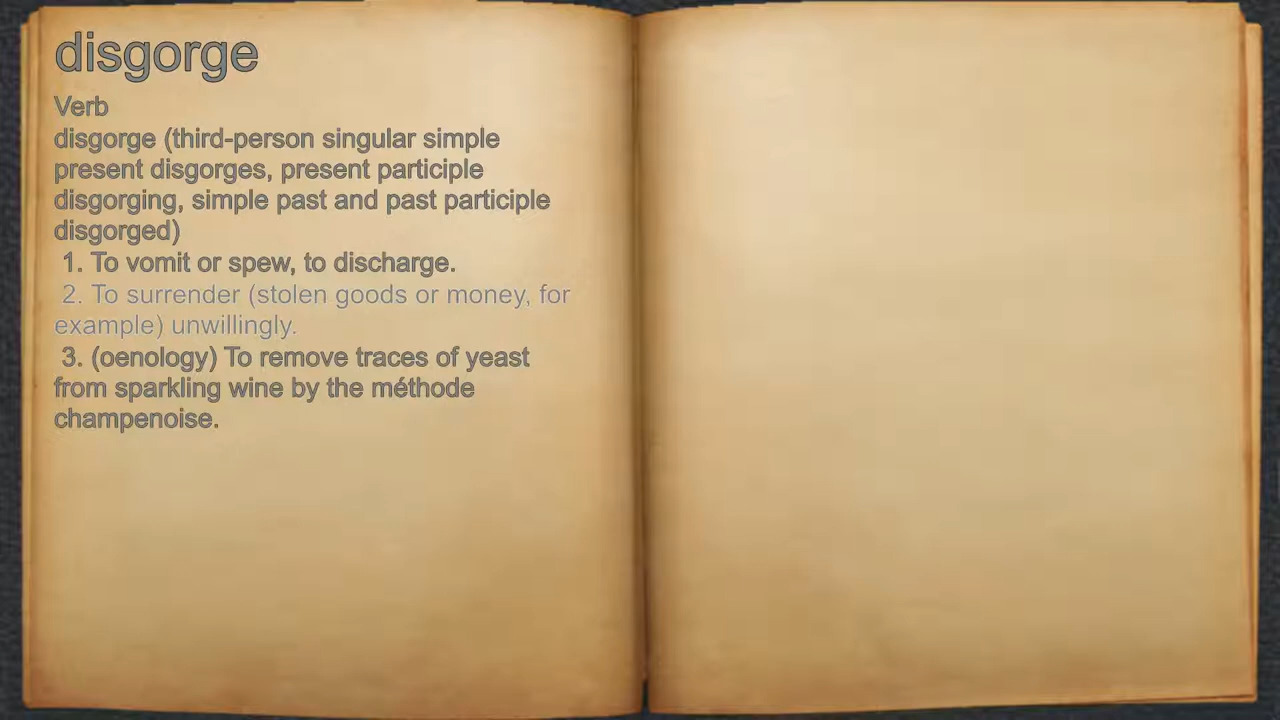 disgorge
Verb
disgorge (third-person singular simple
present disgorges, present participle
disgorging, simple past and past participle
disgorged)
1. To vomit or spew, to discharge.
2. To surrender (stolen goods or money, for
example) unwillingly.
3. (oenology) To remove traces of yeast
from sparkling wine by the méthode
champenoise.